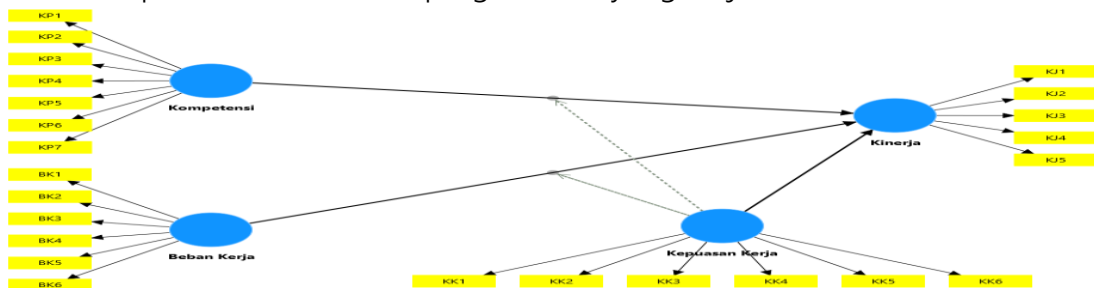 KP1
KP2
KP3
KP4
KP5
KP6
KP7
Kompetensi
BK1
BK2
BK3
BK4
BK5
BK6
Beban Kerja
KJ1
KJ2
KJ3
KJ4
KJ5
Kinerja
Kepuasan Kerja
KK1 KK2 KK3 KK4 KK5 KK6